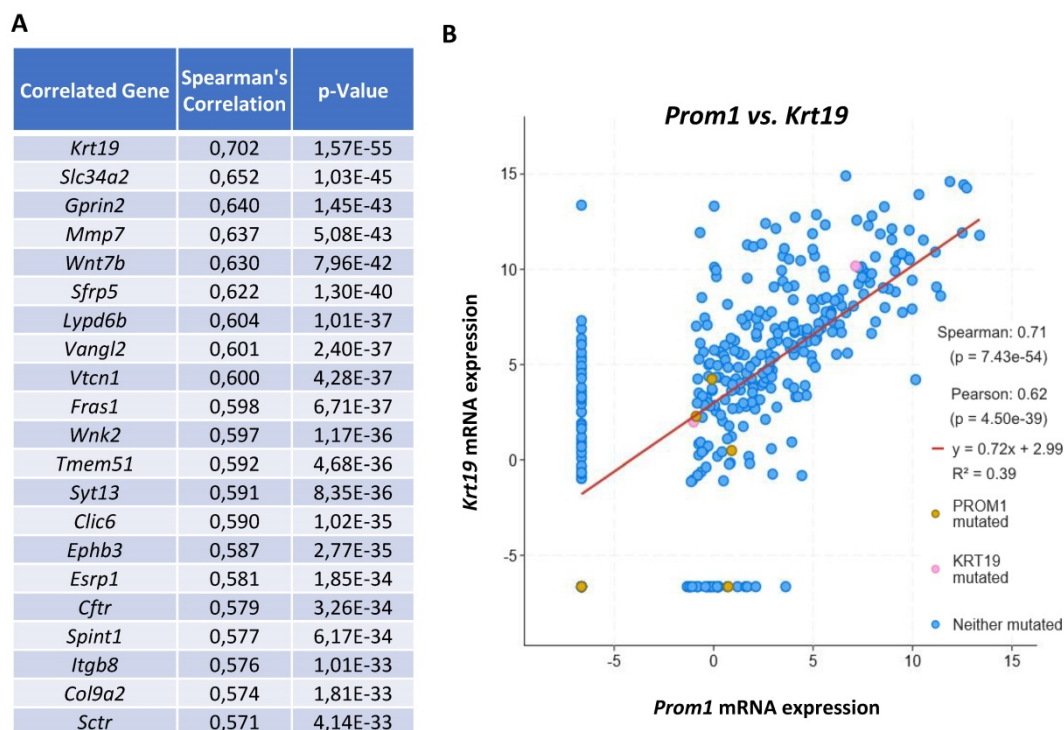 A
Correlated Gene Spearman's Correlation p-Value
Krt19 0,702 1,57E-55
Slc34a2 0,652 1,03E-45
Gprin2 0,640 1,45E-43
Mmp7 0,637 5,08E-43
Wnt7b 0,630 7,96E-42
Sfrp5 0,622 1,30E-40
Lypd6b 0,604 1,01E-37
Vangl2 0,601 2,40E-37
Vtcn1 0,600 4,28E-37
Fras1 0,598 6,71E-37
Wnk2 0,597 1,17E-36
Tmem51 0,592 4,68E-36
Syt13 0,591 8,35E-36
Clic6 0,590 1,02E-35
Ephb3 0,587 2,77E-35
Esrp1 0,581 1,85E-34
Cftr 0,579 3,26E-34
Spint1 0,577 6,17E-34
Itgb8 0,576 1,01E-33
Col9a2 0,574 1,81E-33
Sctr 0,571 4,14E-33
B
Prom1 vs. Krt19
15
10
5
0
-5
Krt19 mRNA expression
-5 0 5 10 15
Prom1 mRNA expression
Spearman: 0.71
(p = 7.43e-54)
Pearson: 0.62
(p = 4.50e-39)
y = 0.72x + 2.99
R² = 0.39
PROM1
mutated
KRT19
mutated
Neither mutated